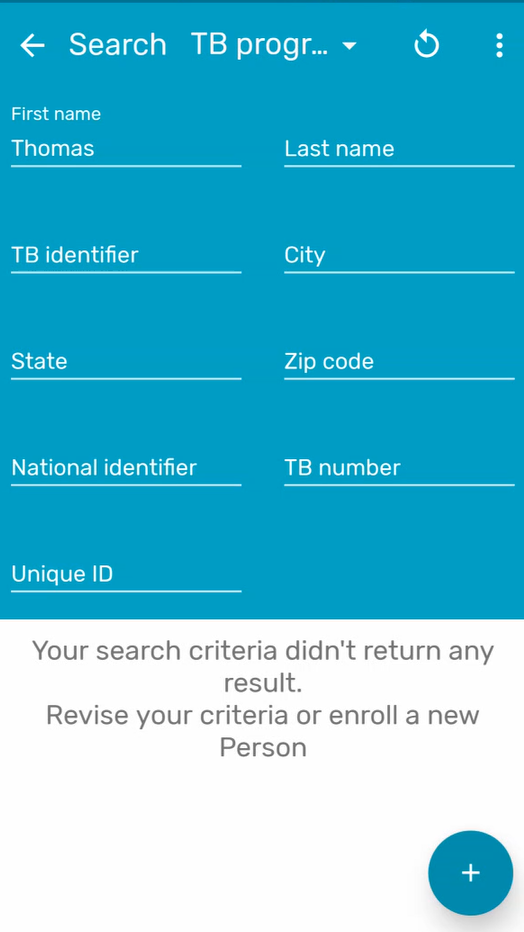 Search TB progr...
First name
Thomas Last name
TB identifier City
State Zip code
National identifier TB number
Unique ID
Your search criteria didn't return any
result.
Revise your criteria or enroll a new
Person